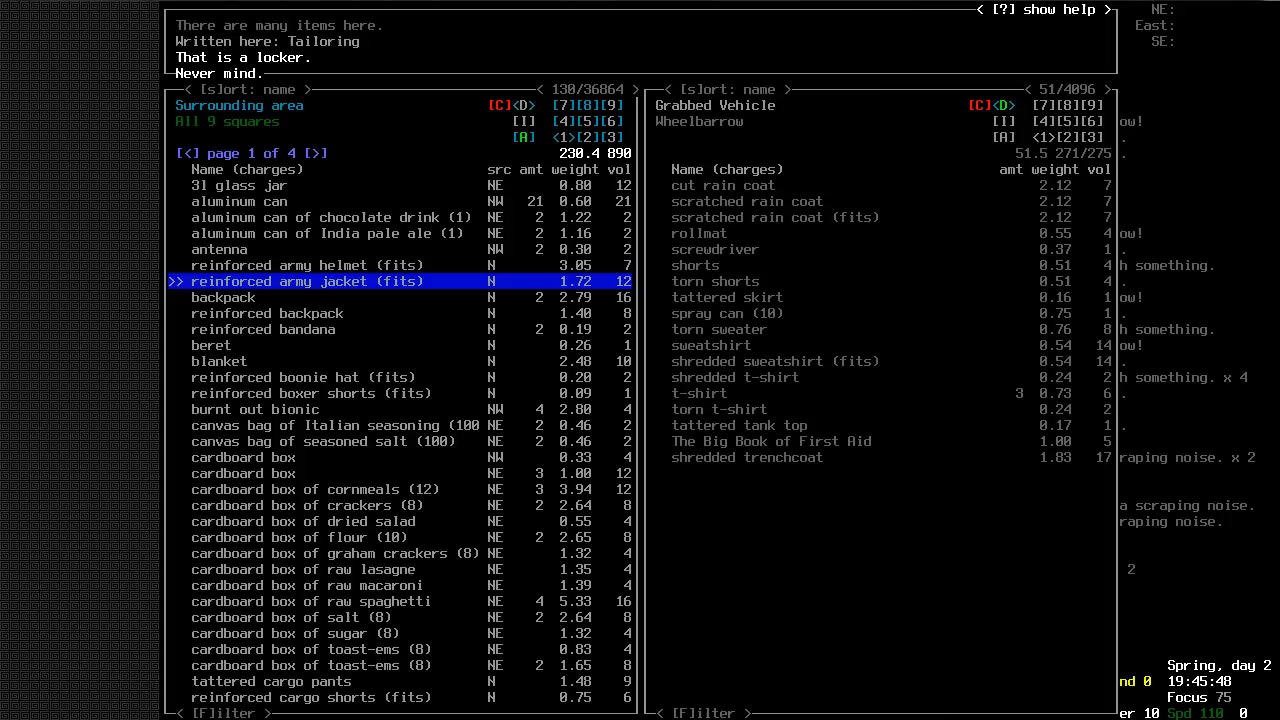 < [?] show help > NE:
There are many items here. East:
Written here: Tailoring SE:
That is a locker.
Never mind.
< [s]ort: name > < 130/36864 > < [s]ort: name > < 51/4096 >
Surrounding area [C]<D> [7][8][9] Grabbed Vehicle [C]<D> [7][8][9]
All 9 squares [I] [4][5][6] Wheelbarrow [I] [4][5][6] ow!
[A] <1>[2][3] [A] <1>[2][3] .
[<] page 1 of 4 [>] 230.4 890 51.5 271/275 .
Name (charges) src amt weight vol Name (charges) amt weight vol
3l glass jar NE 0.80 12 cut rain coat 2.12 7
aluminum can NW 21 0.60 21 scratched rain coat 2.12 7 .
aluminum can of chocolate drink (1) NE 2 1.22 2 scratched rain coat (fits) 2.12 7
aluminum can of India pale ale (1) NE 2 1.16 2 rollmat 0.55 4 ow!
antenna NW 2 0.30 2 screwdriver 0.37 1 .
reinforced army helmet (fits) N 3.05 7 shorts 0.51 4 h something.
>> reinforced army jacket (fits) N 1.72 12 torn shorts 0.51 4 .
backpack N 2 2.79 16 tattered skirt 0.16 1 ow!
reinforced backpack N 1.40 8 spray can (10) 0.75 1 .
reinforced bandana N 2 0.19 2 torn sweater 0.76 8 h something.
beret N 0.26 1 sweatshirt 0.54 14 ow!
blanket N 2.48 10 shredded sweatshirt (fits) 0.54 14 .
reinforced boonie hat (fits) N 0.20 2 shredded t-shirt 0.24 2 h something. x 4
reinforced boxer shorts (fits) N 0.09 1 t-shirt 3 0.73 6 .
burnt out bionic NW 4 2.80 4 torn t-shirt 0.24 2
canvas bag of Italian seasoning (100 NE 2 0.46 2 tattered tank top 0.17 1 .
canvas bag of seasoned salt (100) NE 2 0.46 2 The Big Book of First Aid 1.00 5
cardboard box NW 0.33 4 shredded trenchcoat 1.83 17 raping noise. x 2
cardboard box NE 3 1.00 12
cardboard box of cornmeals (12) NE 3 3.94 12
cardboard box of crackers (8) NE 2 2.64 8 a scraping noise.
cardboard box of dried salad NE 0.55 4 raping noise.
cardboard box of flour (10) NE 2 2.65 8
cardboard box of graham crackers (8) NE 1.32 4
cardboard box of raw lasagne NE 1.35 4 2
cardboard box of raw macaroni NE 1.39 4
cardboard box of raw spaghetti NE 4 5.33 16
cardboard box of salt (8) NE 2 2.64 8
cardboard box of sugar (8) NE 1.32 4
cardboard box of toast-ems (8) NE 0.83 4
cardboard box of toast-ems (8) NE 2 1.65 8 Spring, day 2
tattered cargo pants N 1.48 9 nd 0 19:45:48
reinforced cargo shorts (fits) N 0.75 6 Focus 75
< [F]ilter > < [F]ilter > er 10 Spd 110 0